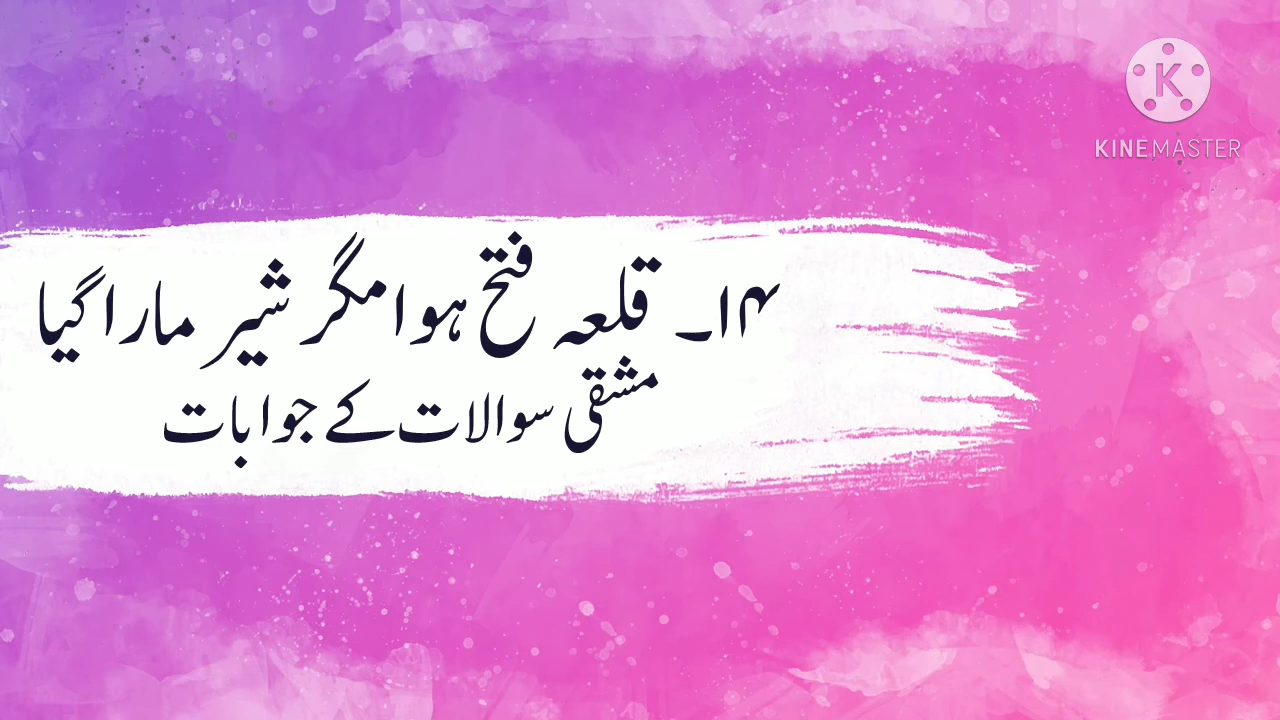 KINEMASTER
۱۴۔ قلعہ فتح ہوا مگر شیر مارا گیا
مشقی سوالات کے جوابات